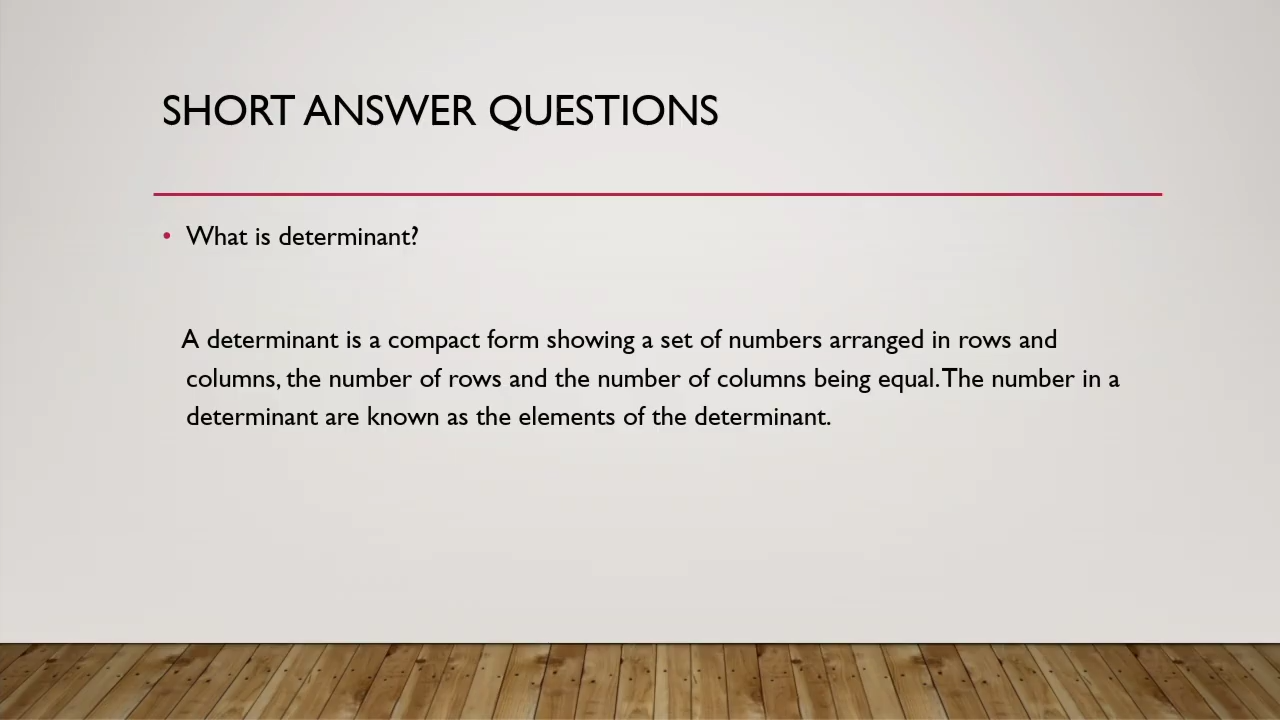 SHORT ANSWER QUESTIONS
• What is determinant?
A determinant is a compact form showing a set of numbers arranged in rows and
columns, the number of rows and the number of columns being equal. The number in a
determinant are known as the elements of the determinant.